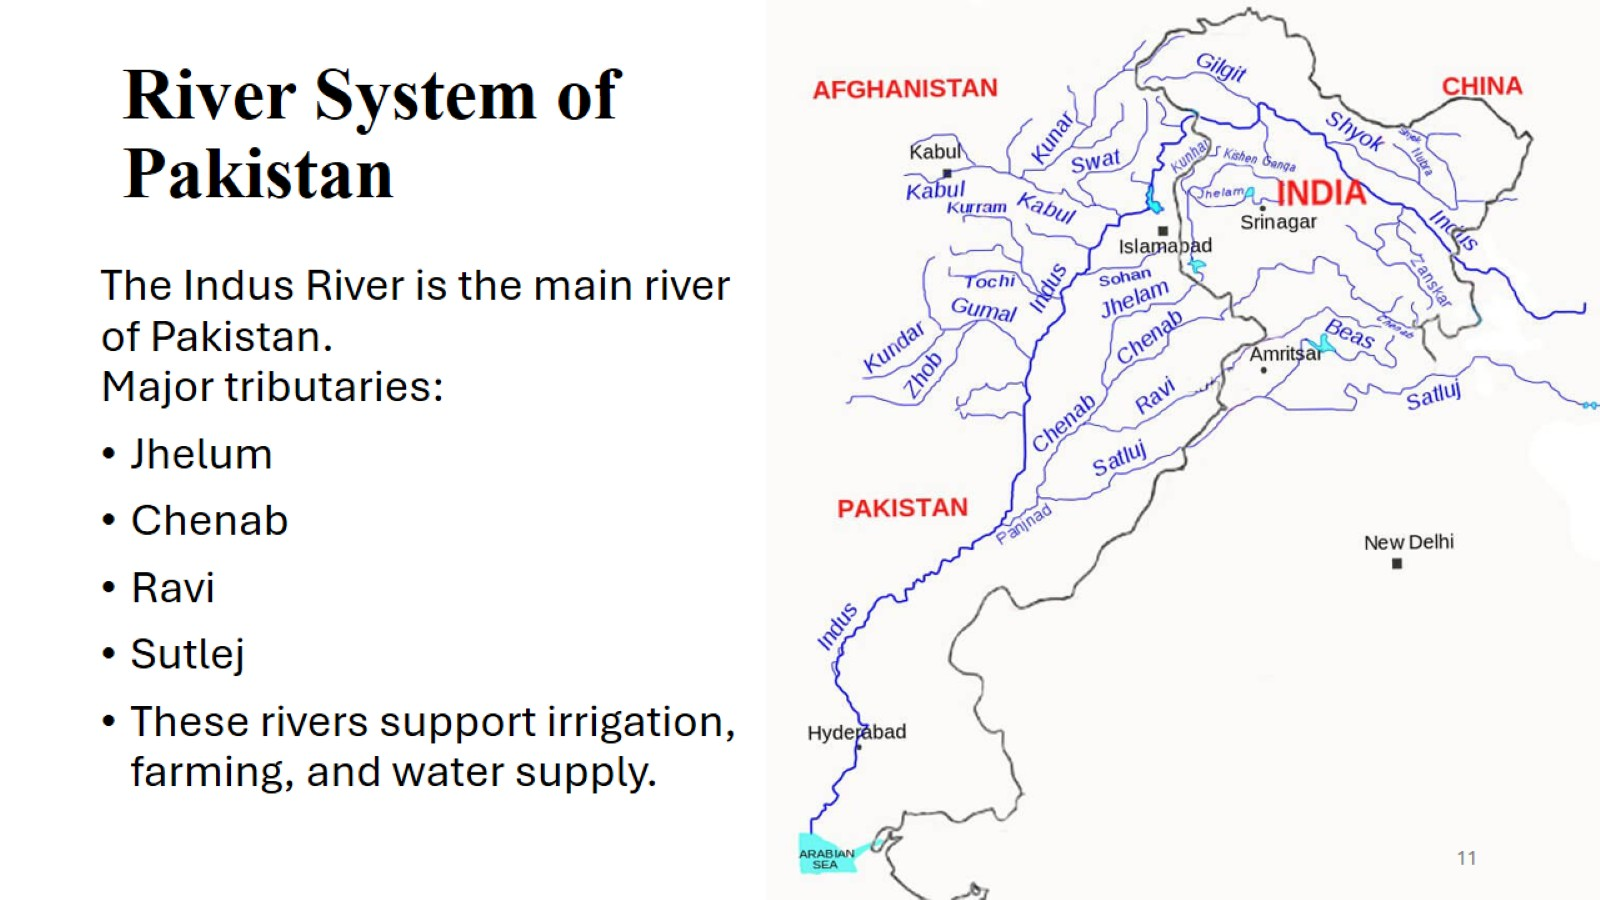 River System of
Pakistan
The Indus River is the main river
of Pakistan.
Major tributaries:
• Jhelum
• Chenab
• Ravi
• Sutlej
• These rivers support irrigation,
farming, and water supply.
AFGHANISTAN
CHINA
Gilgit
Shyok
Nubra
Kunar
Swat
Kunhar
Kishen Ganga
Kabul
Kabul
Kurram
Kabul
Jhelam
INDIA
Srinagar
Indus
Islamabad
Zanskar
Tochi
Indus
Sohan
Jhelam
Gumal
Chenab
Chenab
Beas
Kundar
Zhob
Amritsar
Ravi
Satluj
Chenab
Satluj
PAKISTAN
Panjnad
New Delhi
Indus
Hyderabad
ARABIAN
SEA
11